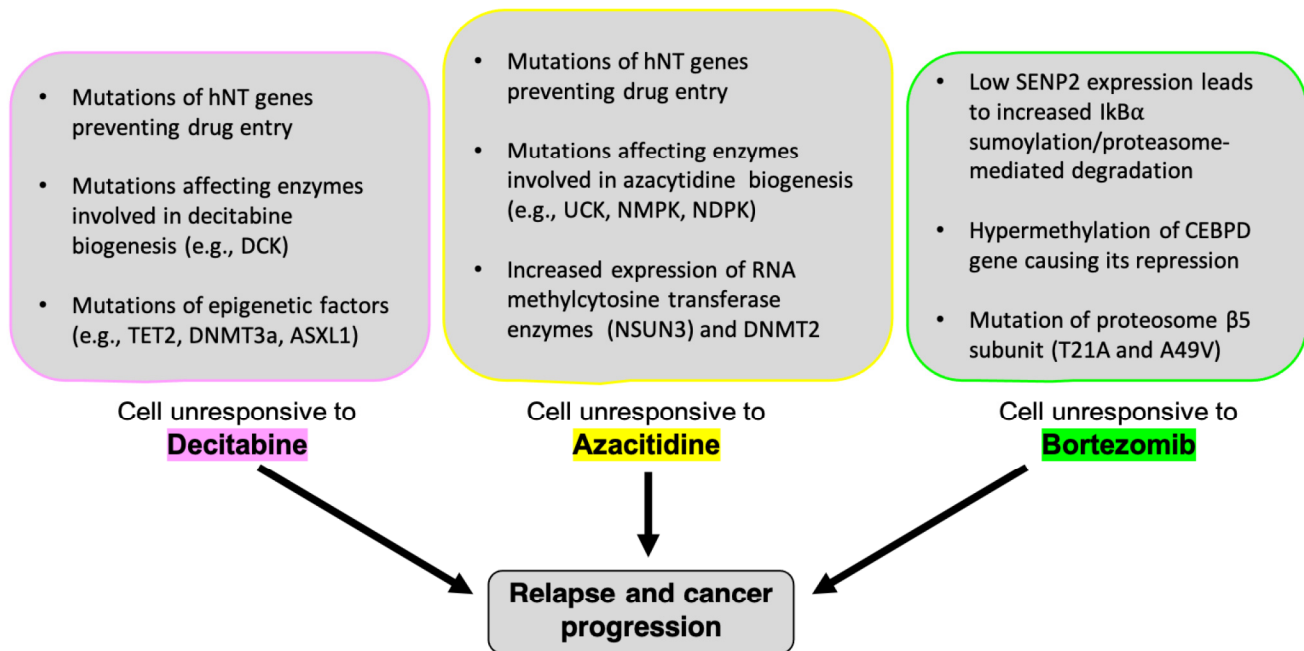 • Mutations of hNT genes
preventing drug entry
• Mutations affecting enzymes
involved in decitabine
biogenesis (e.g., DCK)
• Mutations of epigenetic factors
(e.g., TET2, DNMT3a, ASXL1)
Cell unresponsive to
Decitabine
• Mutations of hNT genes
preventing drug entry
• Mutations affecting enzymes
involved in azacytidine biogenesis
(e.g., UCK, NMPK, NDPK)
• Increased expression of RNA
methylcytosine transferase
enzymes (NSUN3) and DNMT2
Cell unresponsive to
Azacitidine
• Low SENP2 expression leads
to increased IkBα
sumoylation/proteasome-
mediated degradation
• Hypermethylation of CEBPD
gene causing its repression
• Mutation of proteosome β5
subunit (T21A and A49V)
Cell unresponsive to
Bortezomib
Relapse and cancer
progression